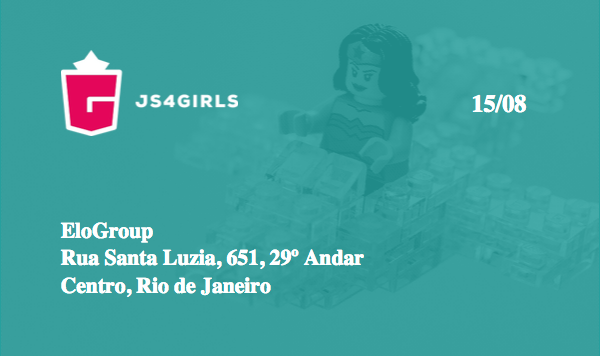 G
JS4GIRLS
15/08
EloGroup
Rua Santa Luzia, 651, 29º Andar
Centro, Rio de Janeiro